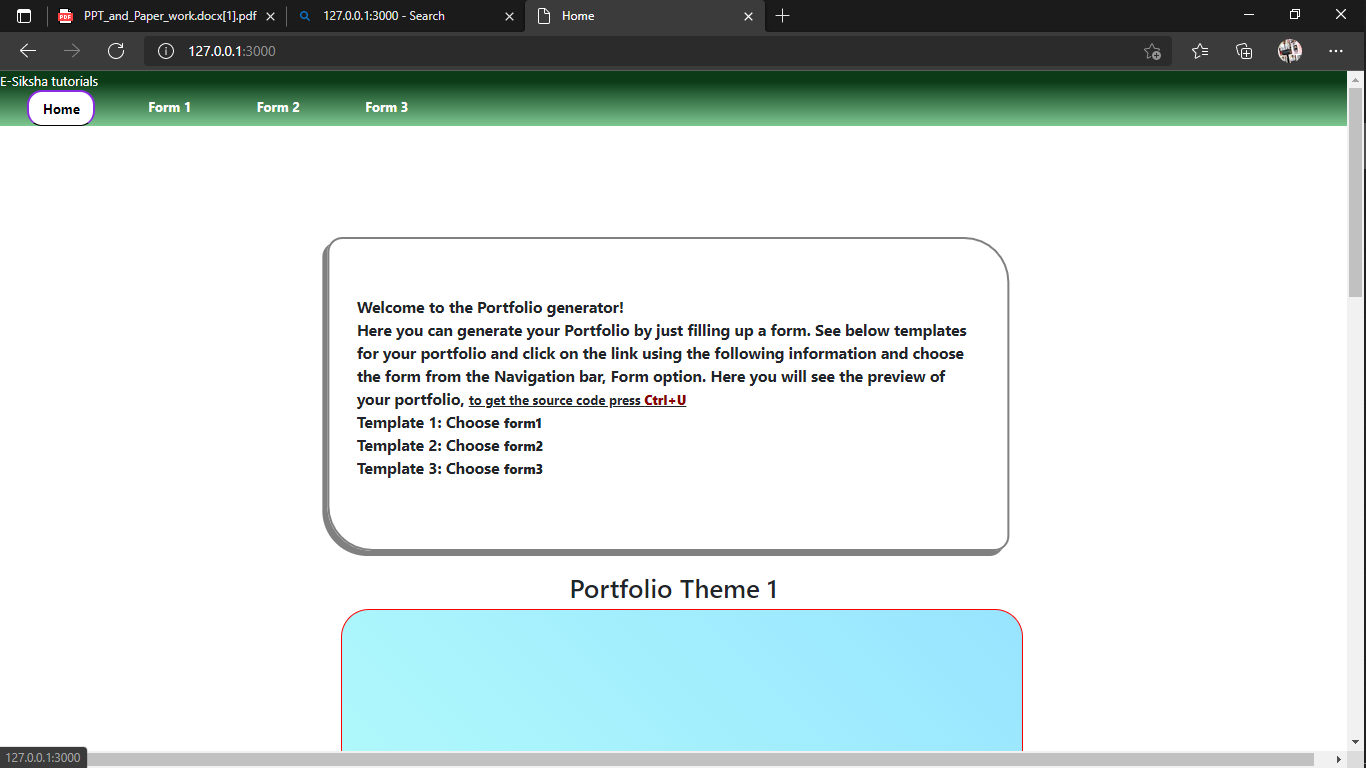 PPT_and_Paper_work.docx[1].pdf
127.0.0.1:3000 - Search
Home
127.0.0.1:3000
E-Siksha tutorials
Home Form 1 Form 2 Form 3
Welcome to the Portfolio generator!
Here you can generate your Portfolio by just filling up a form. See below templates
for your portfolio and click on the link using the following information and choose
the form from the Navigation bar, Form option. Here you will see the preview of
your portfolio, to get the source code press Ctrl+U
Template 1: Choose form1
Template 2: Choose form2
Template 3: Choose form3
Portfolio Theme 1
127.0.0.1:3000